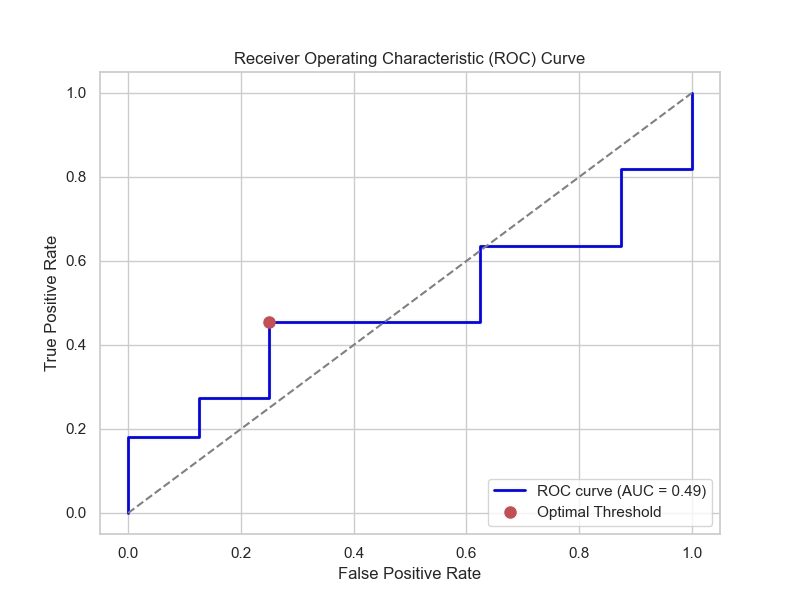 Receiver Operating Characteristic (ROC) Curve
True Positive Rate
1.0
0.8
0.6
0.4
0.2
0.0
ROC curve (AUC = 0.49)
Optimal Threshold
0.0 0.2 0.4 0.6 0.8 1.0
False Positive Rate